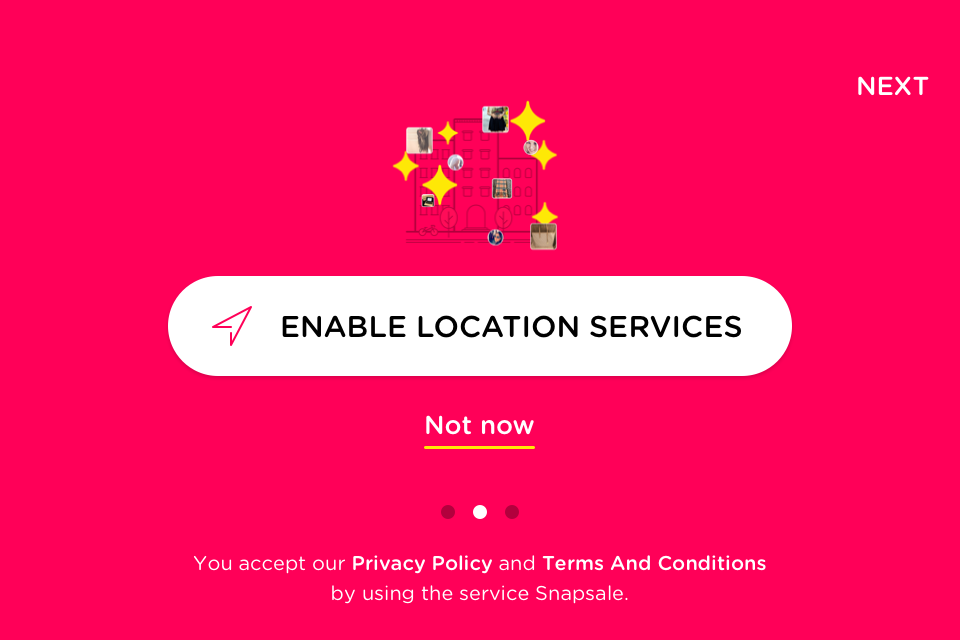 NEXT
ENABLE LOCATION SERVICES
Not now
You accept our Privacy Policy and Terms And Conditions
by using the service Snapsale.